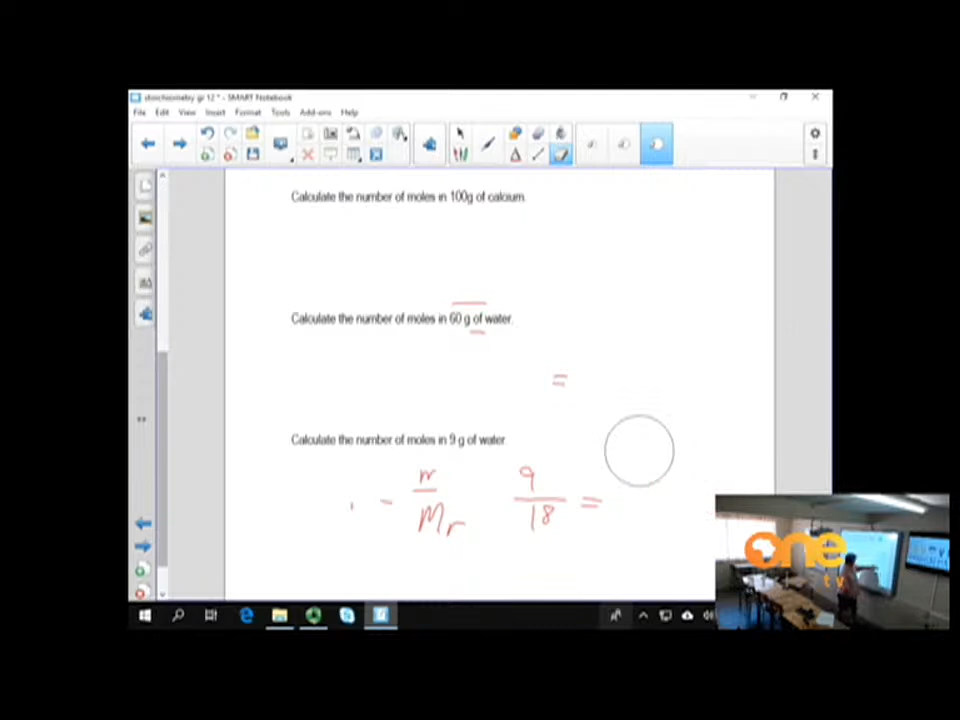 stoichiometry gr 12 * - SMART Notebook
File Edit View Insert Format Tools Add-ons Help
Calculate the number of moles in 100g of calcium.
Calculate the number of moles in 60 g of water.
=
Calculate the number of moles in 9 g of water
m 9
Mr 18 =
one
tv